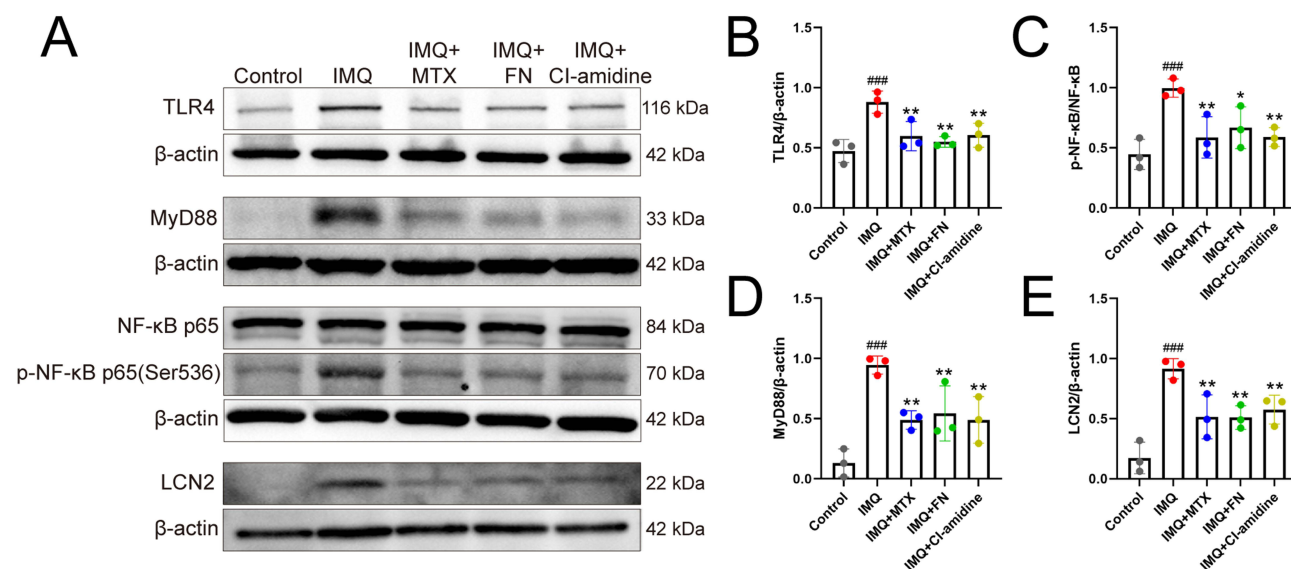 A
Control
IMQ
IMQ+
MTX
IMQ+
FN
IMQ+
Cl-amidine
TLR4
116 kDa
β-actin
42 kDa
MyD88
33 kDa
β-actin
42 kDa
NF-κB p65
84 kDa
p-NF-κB p65(Ser536)
70 kDa
β-actin
42 kDa
LCN2
22 kDa
β-actin
42 kDa
B
TLR4/β-actin
1.5
1.0
0.5
0.0
###
**
**
**
Control
IMQ
IMQ+MTX
IMQ+FN
IMQ+Cl-amidine
C
p-NF-κB/NF-κB
1.5
1.0
0.5
0.0
###
**
*
**
Control
IMQ
IMQ+MTX
IMQ+FN
IMQ+Cl-amidine
D
MyD88/β-actin
1.5
1.0
0.5
0.0
###
**
**
**
Control
IMQ
IMQ+MTX
IMQ+FN
IMQ+Cl-amidine
E
LCN2/β-actin
1.5
1.0
0.5
0.0
###
**
**
**
Control
IMQ
IMQ+MTX
IMQ+FN
IMQ+Cl-amidine